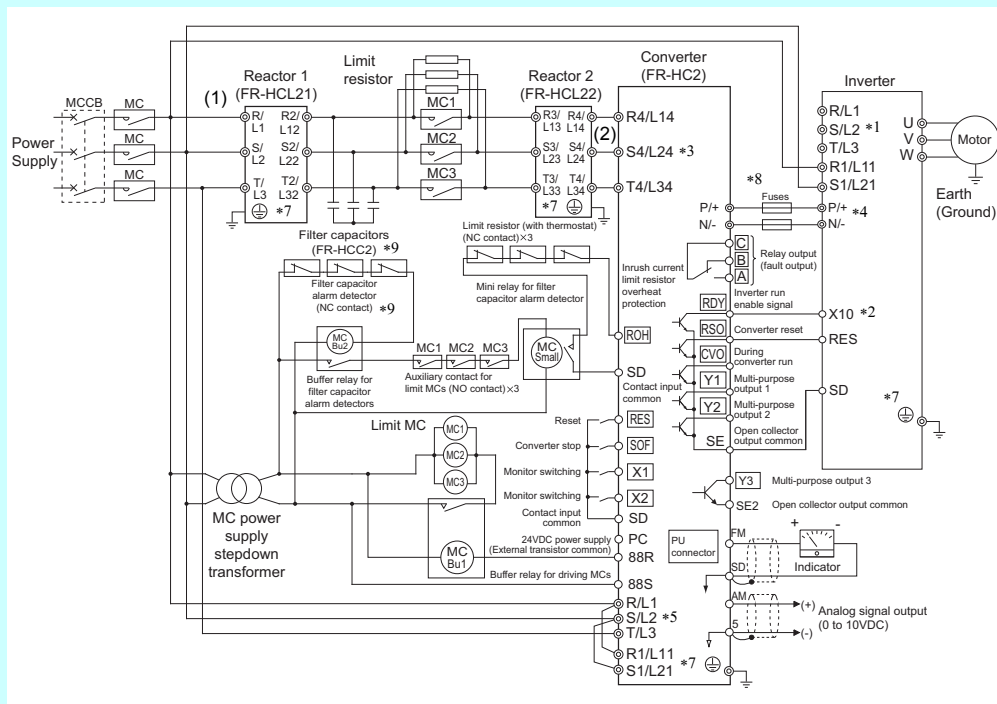 Power
Supply
MCCB
MC
MC
MC
(1)
Reactor 1
(FR-HCL21)
R/
L1
R2/
L12
S/
L2
S2/
L22
T/
L3
T2/
L32
*7
Limit
resistor
MC1
MC2
MC3
Reactor 2
(FR-HCL22)
R3/
L13
R4/
L14
S3/
L23
S4/
L24
T3/
L33
T4/
L34
*7
(2)
Converter
(FR-HC2)
R4/L14
S4/L24 *3
T4/L34
*8
Fuses
P/+
N/-
Inverter
R/L1
S/L2 *1
T/L3
R1/L11
S1/L21
P/+ *4
N/-
U
V
W
Motor
Earth
(Ground)
Filter capacitors
(FR-HCC2)
*9
Filter capacitor
alarm detector
(NC contact)
*9
Limit resistor (with thermostat)
(NC contact)×3
Mini relay for filter
capacitor alarm detector
Inrush current
limit resistor
overheat
protection
C
B
A
Relay output
(fault output)
RDY
Inverter run
enable signal
X10 *2
RSO
Converter reset
RES
CVO
During
converter run
Y1
Multi-purpose
output 1
Y2
Multi-purpose
output 2
SE
Open collector
output common
SD
*7
ROH
SD
Contact input
common
MC
Bu2
Buffer relay for
filter capacitor
alarm detectors
MC1
MC2
MC3
Auxiliary contact for
limit MCs (NO contact)×3
MC
Small
Limit MC
MC1
MC2
MC3
MC power
supply
stepdown
transformer
MC
Bu1
Reset
RES
Converter stop
SOF
Monitor switching
X1
Monitor switching
X2
Contact input
common
SD
24VDC power supply
(External transistor common)
PC
88R
Buffer relay for driving MCs
88S
R/L1
S/L2 *5
T/L3
R1/L11
S1/L21
*7
Y3
Multi-purpose output 3
SE2
Open collector output common
PU
connector
FM
SD
+
-
Indicator
AM
5
(+)
(-)
Analog signal output
(0 to 10VDC)